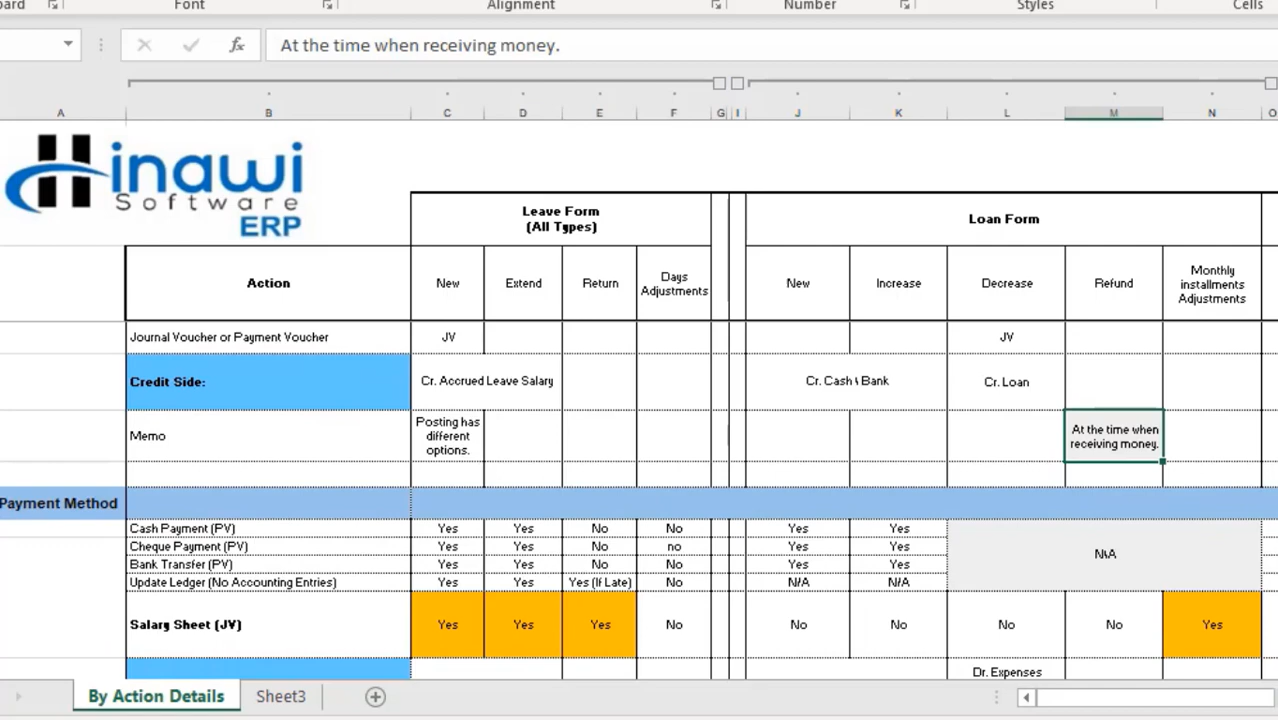 ard
Font
Alignment
Number
Styles
Cells
fx
At the time when receiving money.
A B C D E F G I J K L M N O
Hinawi
Software
ERP
Leave Form
(All Types)
Loan Form
Action
New
Extend
Return
Days
Adjustments
New
Increase
Decrease
Refund
Monthly
installments
Adjustments
Journal Voucher or Payment Voucher JV JV
Credit Side: Cr. Accrued Leave Salary Cr. Cash \ Bank Cr. Loan
Memo
Posting has
different
options.
At the time when
receiving money.
Payment Method
Cash Payment (PV) Yes Yes No No Yes Yes
Cheque Payment (PV) Yes Yes No no Yes Yes
N\A
Bank Transfer (PV) Yes Yes No No Yes Yes
Update Ledger (No Accounting Entries) Yes Yes Yes (If Late) No N/A N/A
Salary Sheet (JV) Yes Yes Yes No No No No No Yes
Dr. Expenses
By Action Details
Sheet3